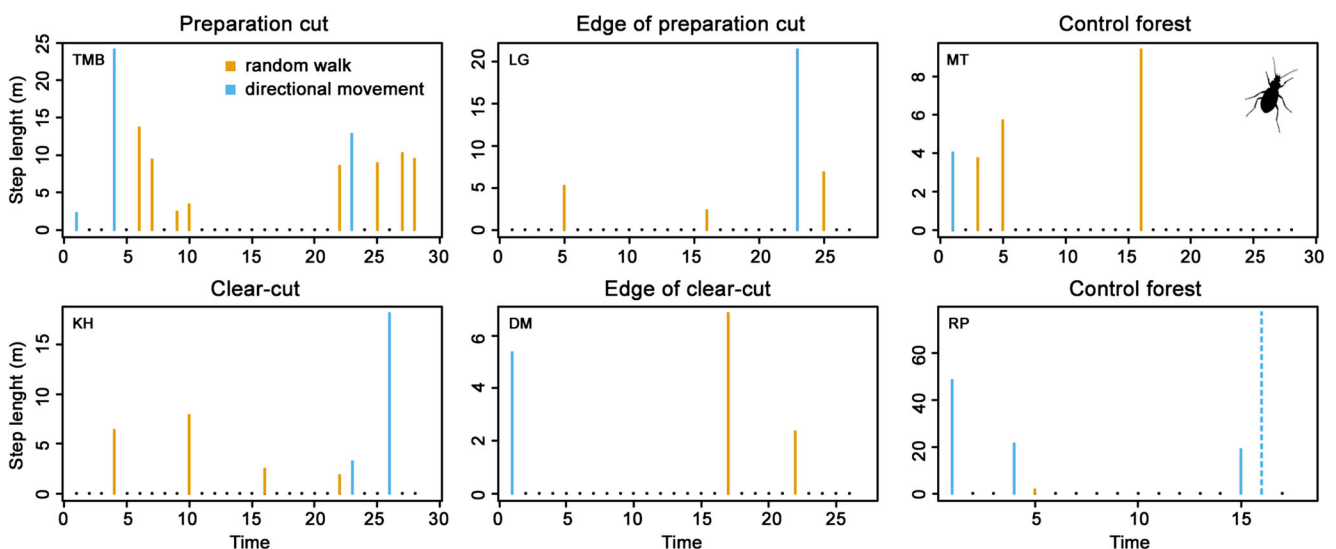 Preparation cut
Edge of preparation cut
Control forest
Step lenght (m)
TMB
random walk
directional movement
25
20
15
10
5
0
0 5 10 15 20 25 30
LG
20
15
10
5
0
0 5 10 15 20 25
MT
8
6
4
2
0
0 5 10 15 20 25 30
Clear-cut
Edge of clear-cut
Control forest
Step lenght (m)
KH
15
10
5
0
0 5 10 15 20 25 30
Time
DM
6
4
2
0
0 5 10 15 20 25
Time
RP
60
40
20
0
5 10 15
Time